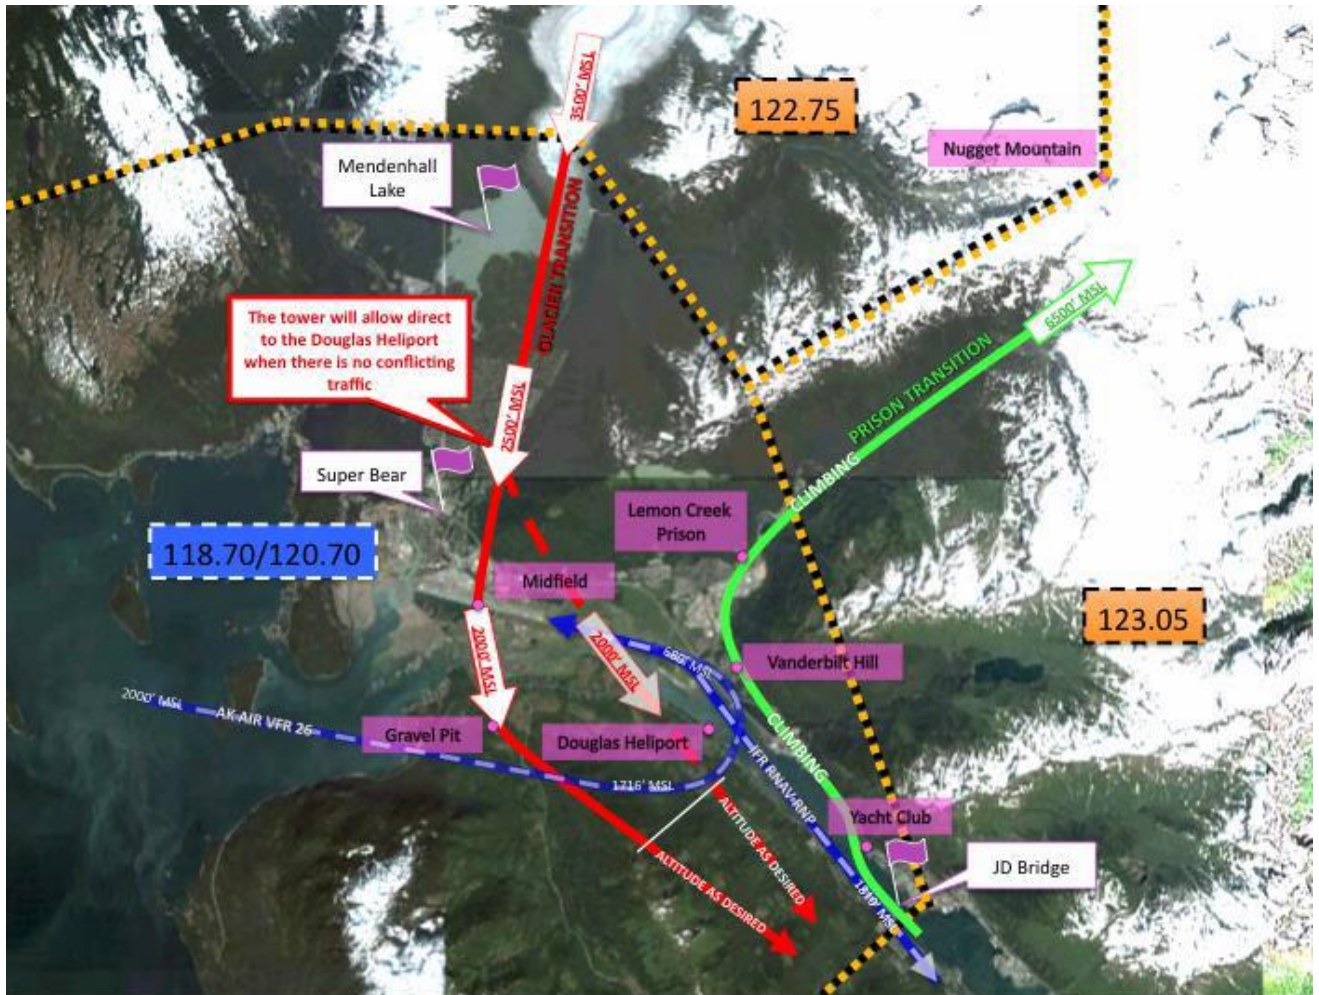 3500' MSL
122.75
Nugget Mountain
Mendenhall
Lake
GLACIER TRANSITION
6500' MSL
The tower will allow direct
to the Douglas Heliport
when there is no conflicting
traffic
PRISON TRANSITION
2500' MSL
Super Bear
CLIMBING
Lemon Creek
Prison
118.70/120.70
Midfield
123.05
2000' MSL
2000' MSL
Vanderbilt Hill
2000' MSL
AK AIR VFR 26
Gravel Pit
Douglas Heliport
CLIMBING
IFR RNAV-RNP
1716' MSL
ALTITUDE AS DESIRED
Yacht Club
ALTITUDE AS DESIRED
JD Bridge